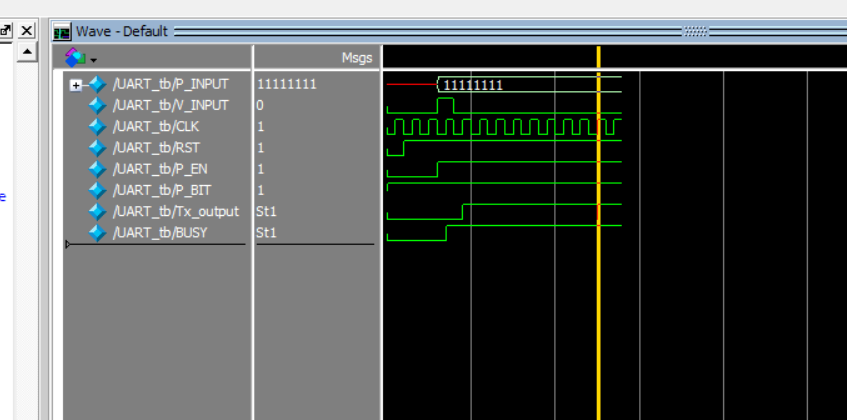 Wave - Default
Msgs
/UART_tb/P_INPUT 11111111 11111111
/UART_tb/V_INPUT 0
/UART_tb/CLK 1
/UART_tb/RST 1
/UART_tb/P_EN 1
/UART_tb/P_BIT 1
/UART_tb/Tx_output St1
/UART_tb/BUSY St1
e